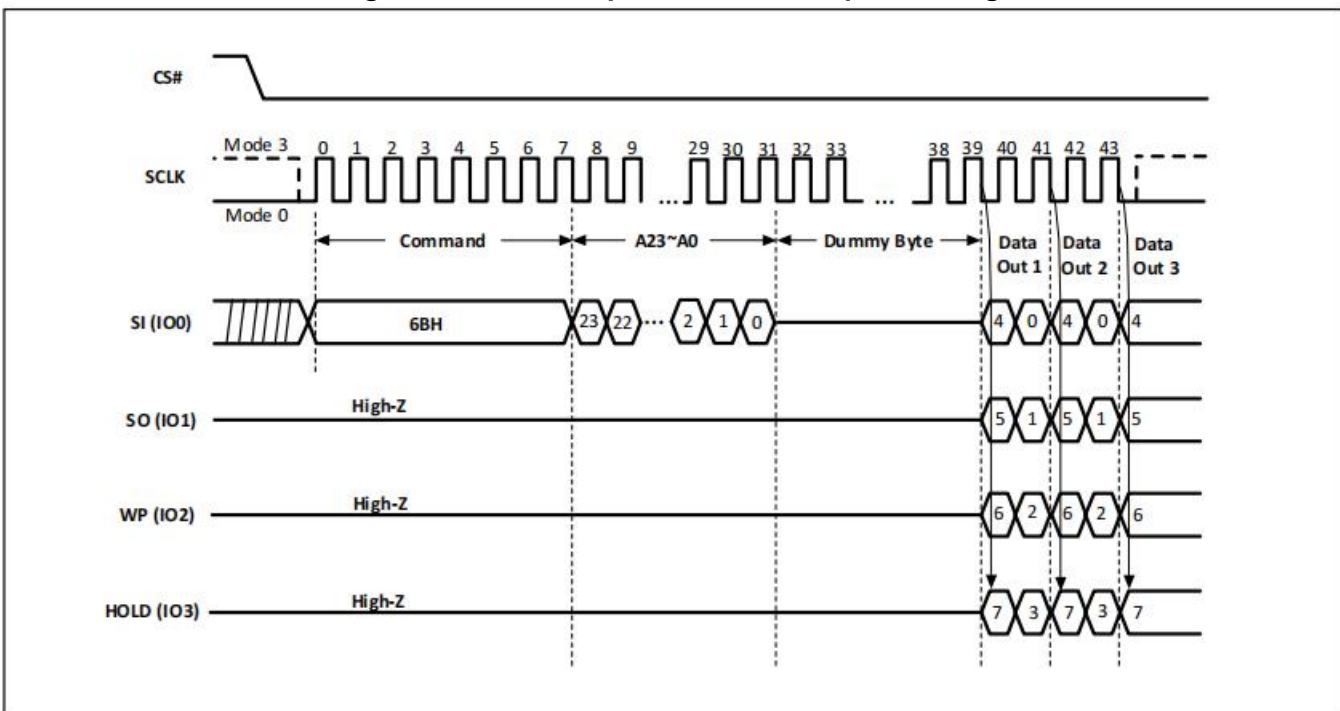 CS#
Mode 3 0 1 2 3 4 5 6 7 8 9 29 30 31 32 33 38 39 40 41 42 43
SCLK
... ...
Mode 0
Command A23~A0 Dummy Byte Data Data Data
Out 1 Out 2 Out 3
SI (IO0) 6BH 23 22 ... 2 1 0 4 0 4 0 4
High-Z
SO (IO1) 5 1 5 1 5
High-Z
WP (IO2) 6 2 6 2 6
High-Z
HOLD (IO3) 7 3 7 3 7